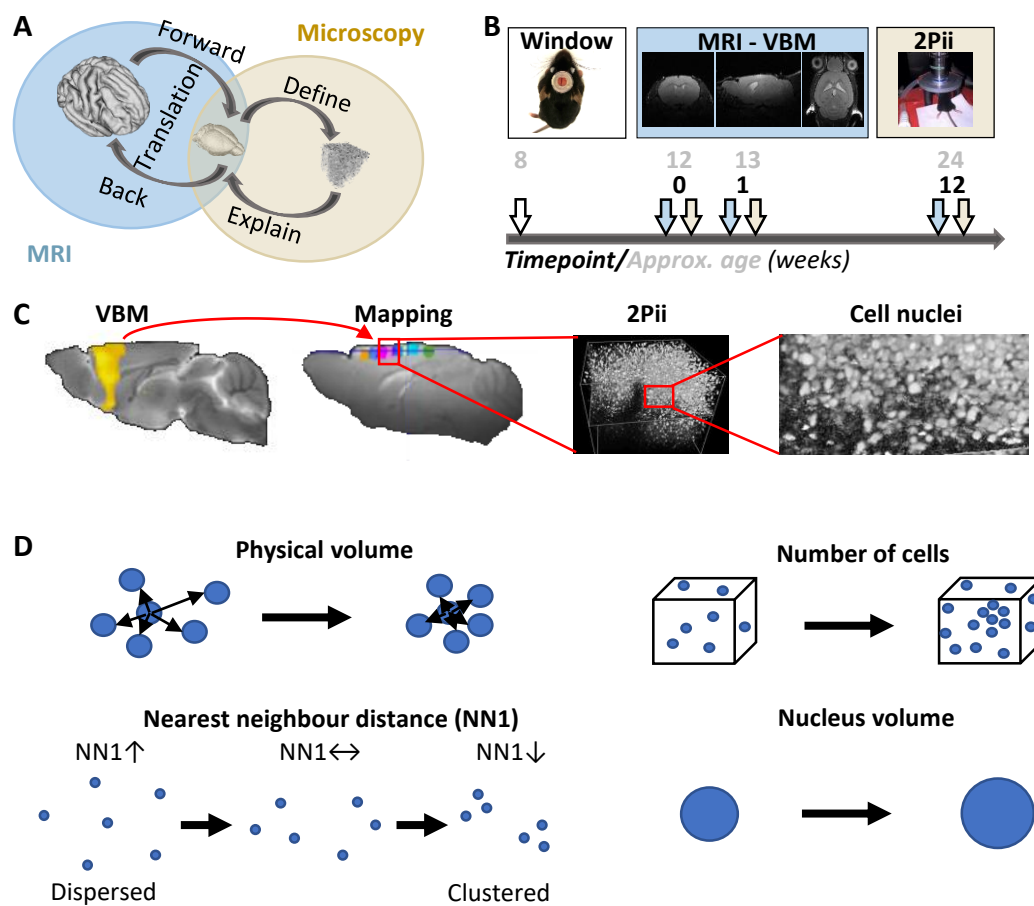 A
Microscopy
Forward
Define
Translation
Back
Explain
MRI
B
Window
MRI - VBM
2Pii
8
12
13
24
0
1
12
Timepoint/Approx. age (weeks)
C
VBM
Mapping
2Pii
Cell nuclei
D
Physical volume
Number of cells
Nearest neighbour distance (NN1)
Nucleus volume
NN1↑
NN1↔
NN1↓
Dispersed
Clustered